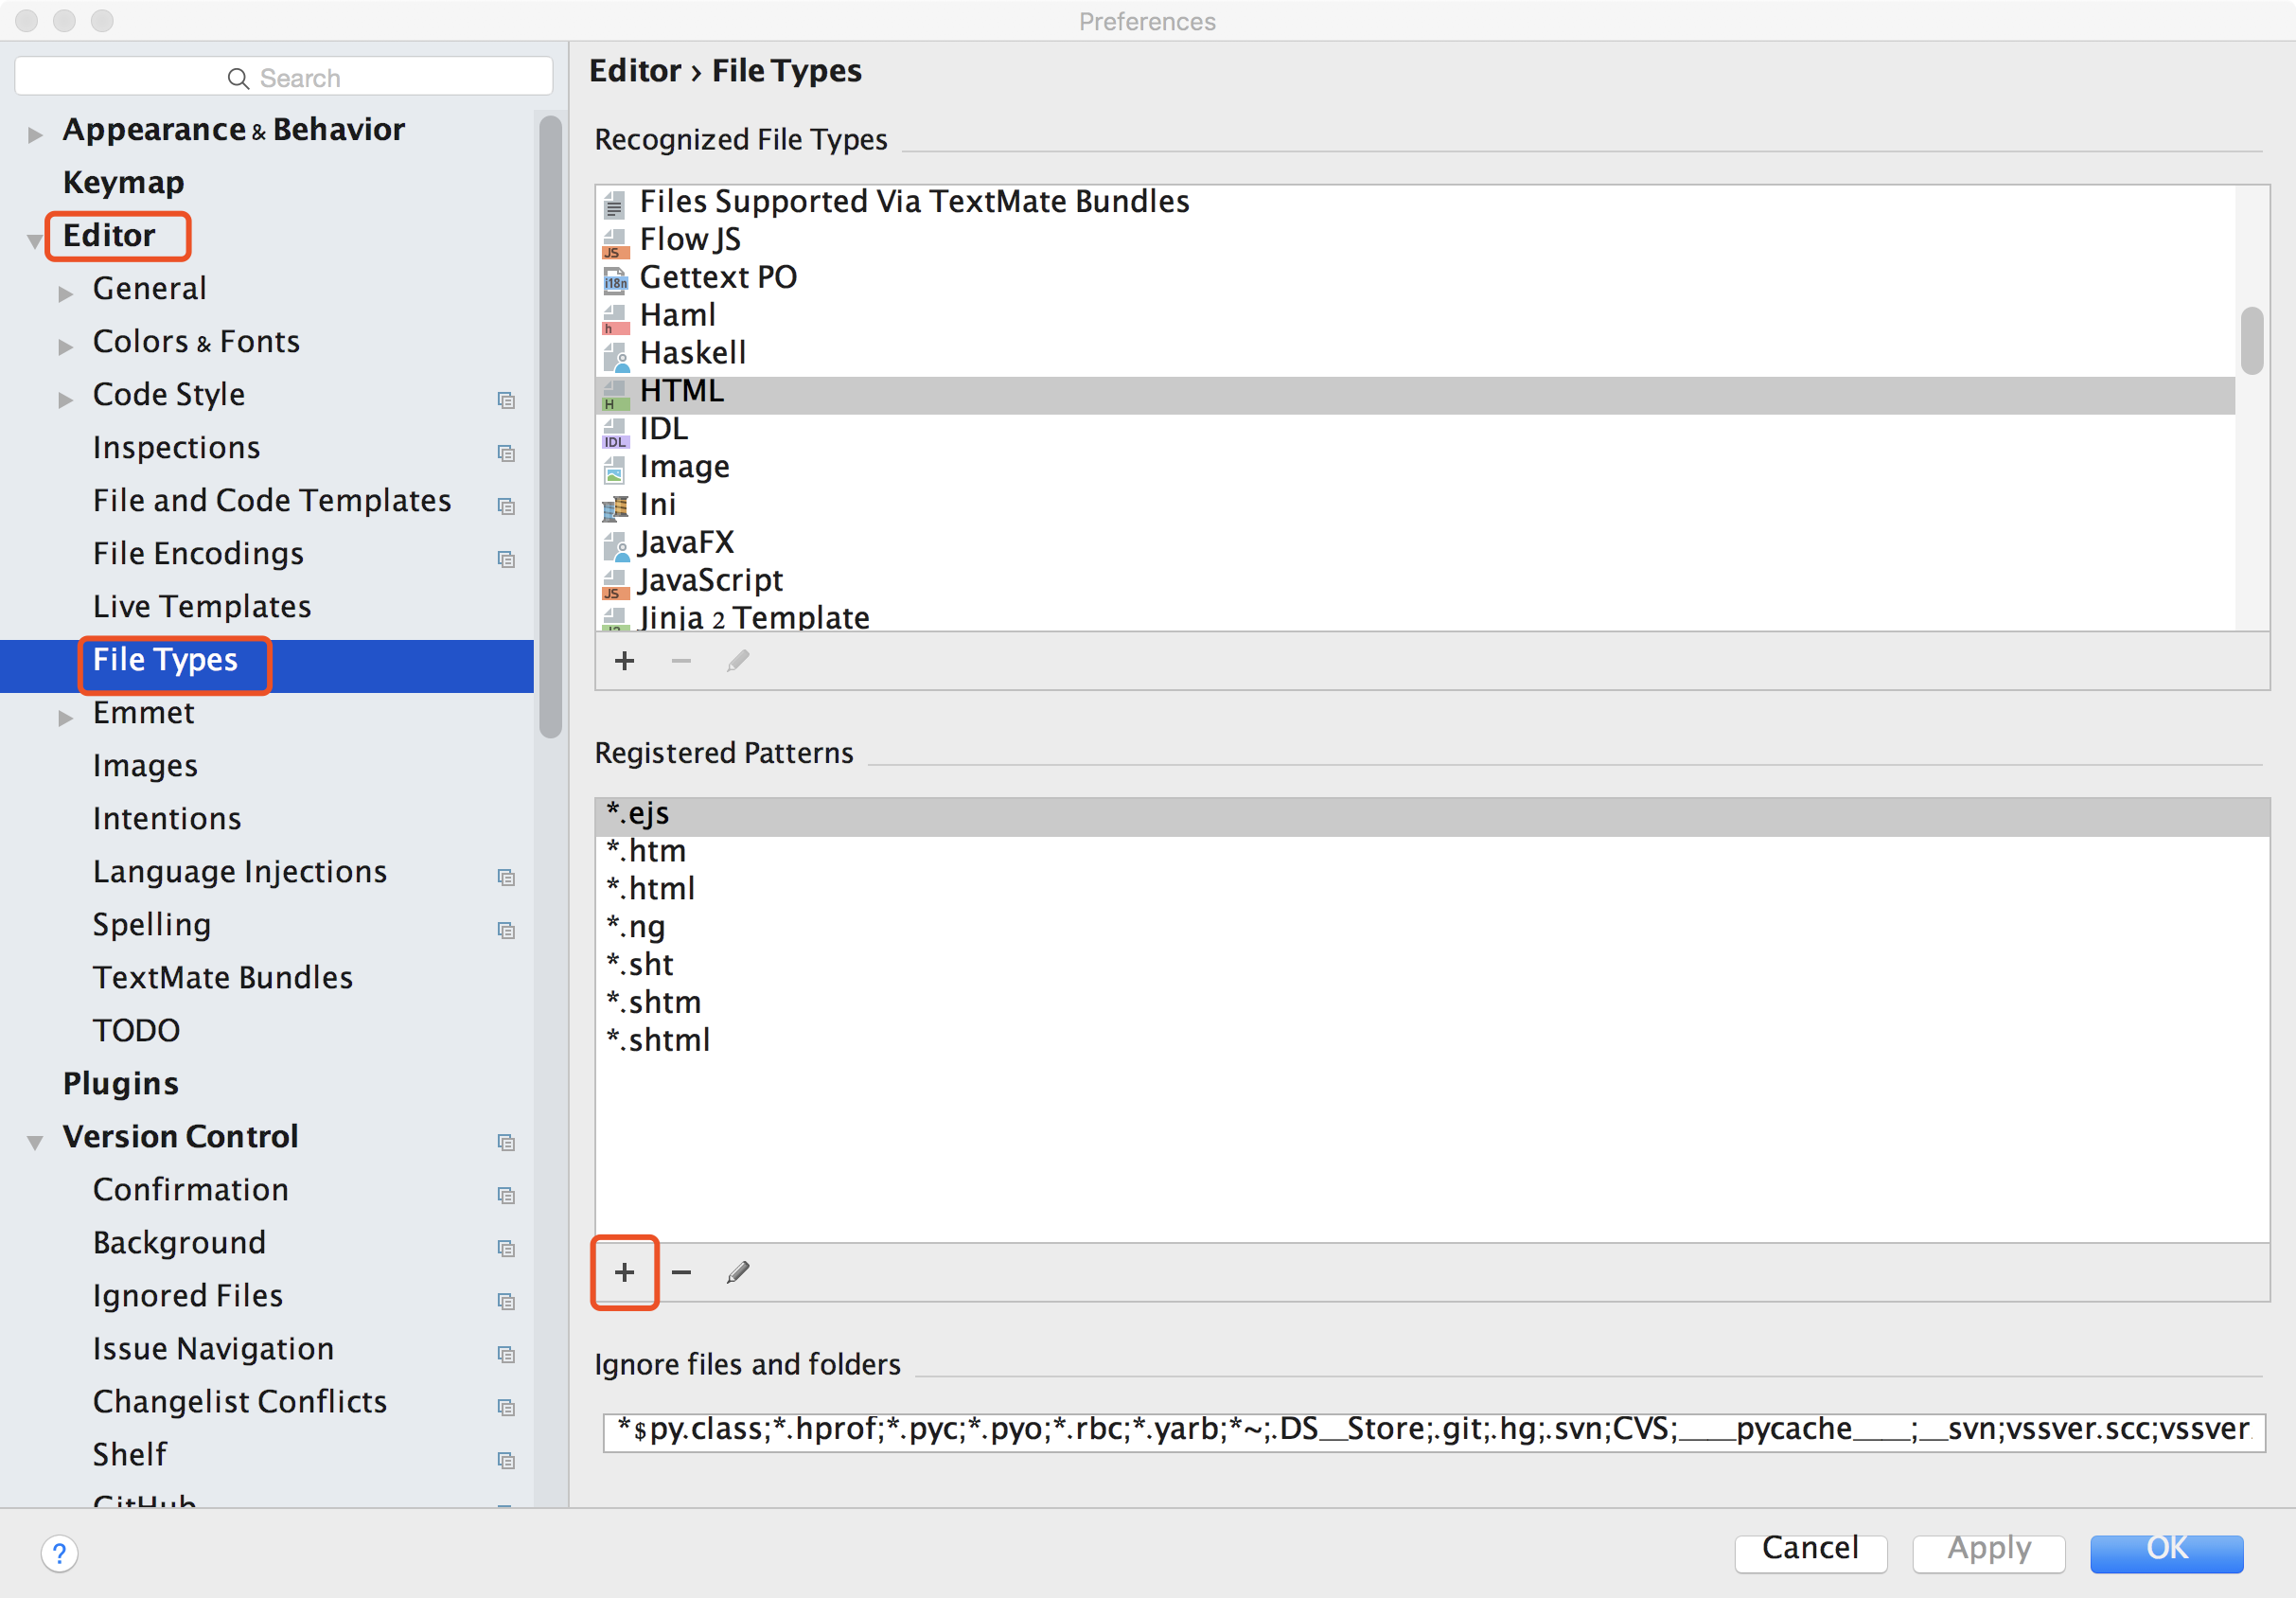 Preferences
Search
Appearance & Behavior
Keymap
Editor
General
Colors & Fonts
Code Style
Inspections
File and Code Templates
File Encodings
Live Templates
File Types
Emmet
Images
Intentions
Language Injections
Spelling
TextMate Bundles
TODO
Plugins
Version Control
Confirmation
Background
Ignored Files
Issue Navigation
Changelist Conflicts
Shelf
GitHub
Editor › File Types
Recognized File Types
Files Supported Via TextMate Bundles
JS Flow JS
i18n Gettext PO
h Haml
Haskell
H HTML
IDL IDL
Image
Ini
JavaFX
JS JavaScript
Jinja 2 Template
Registered Patterns
*.ejs
*.htm
*.html
*.ng
*.sht
*.shtm
*.shtml
Ignore files and folders
*$py.class;*.hprof;*.pyc;*.pyo;*.rbc;*.yarb;*~;.DS_Store;.git;.hg;.svn;CVS;__pycache__;_svn;vssver.scc;vssver
? Cancel Apply OK